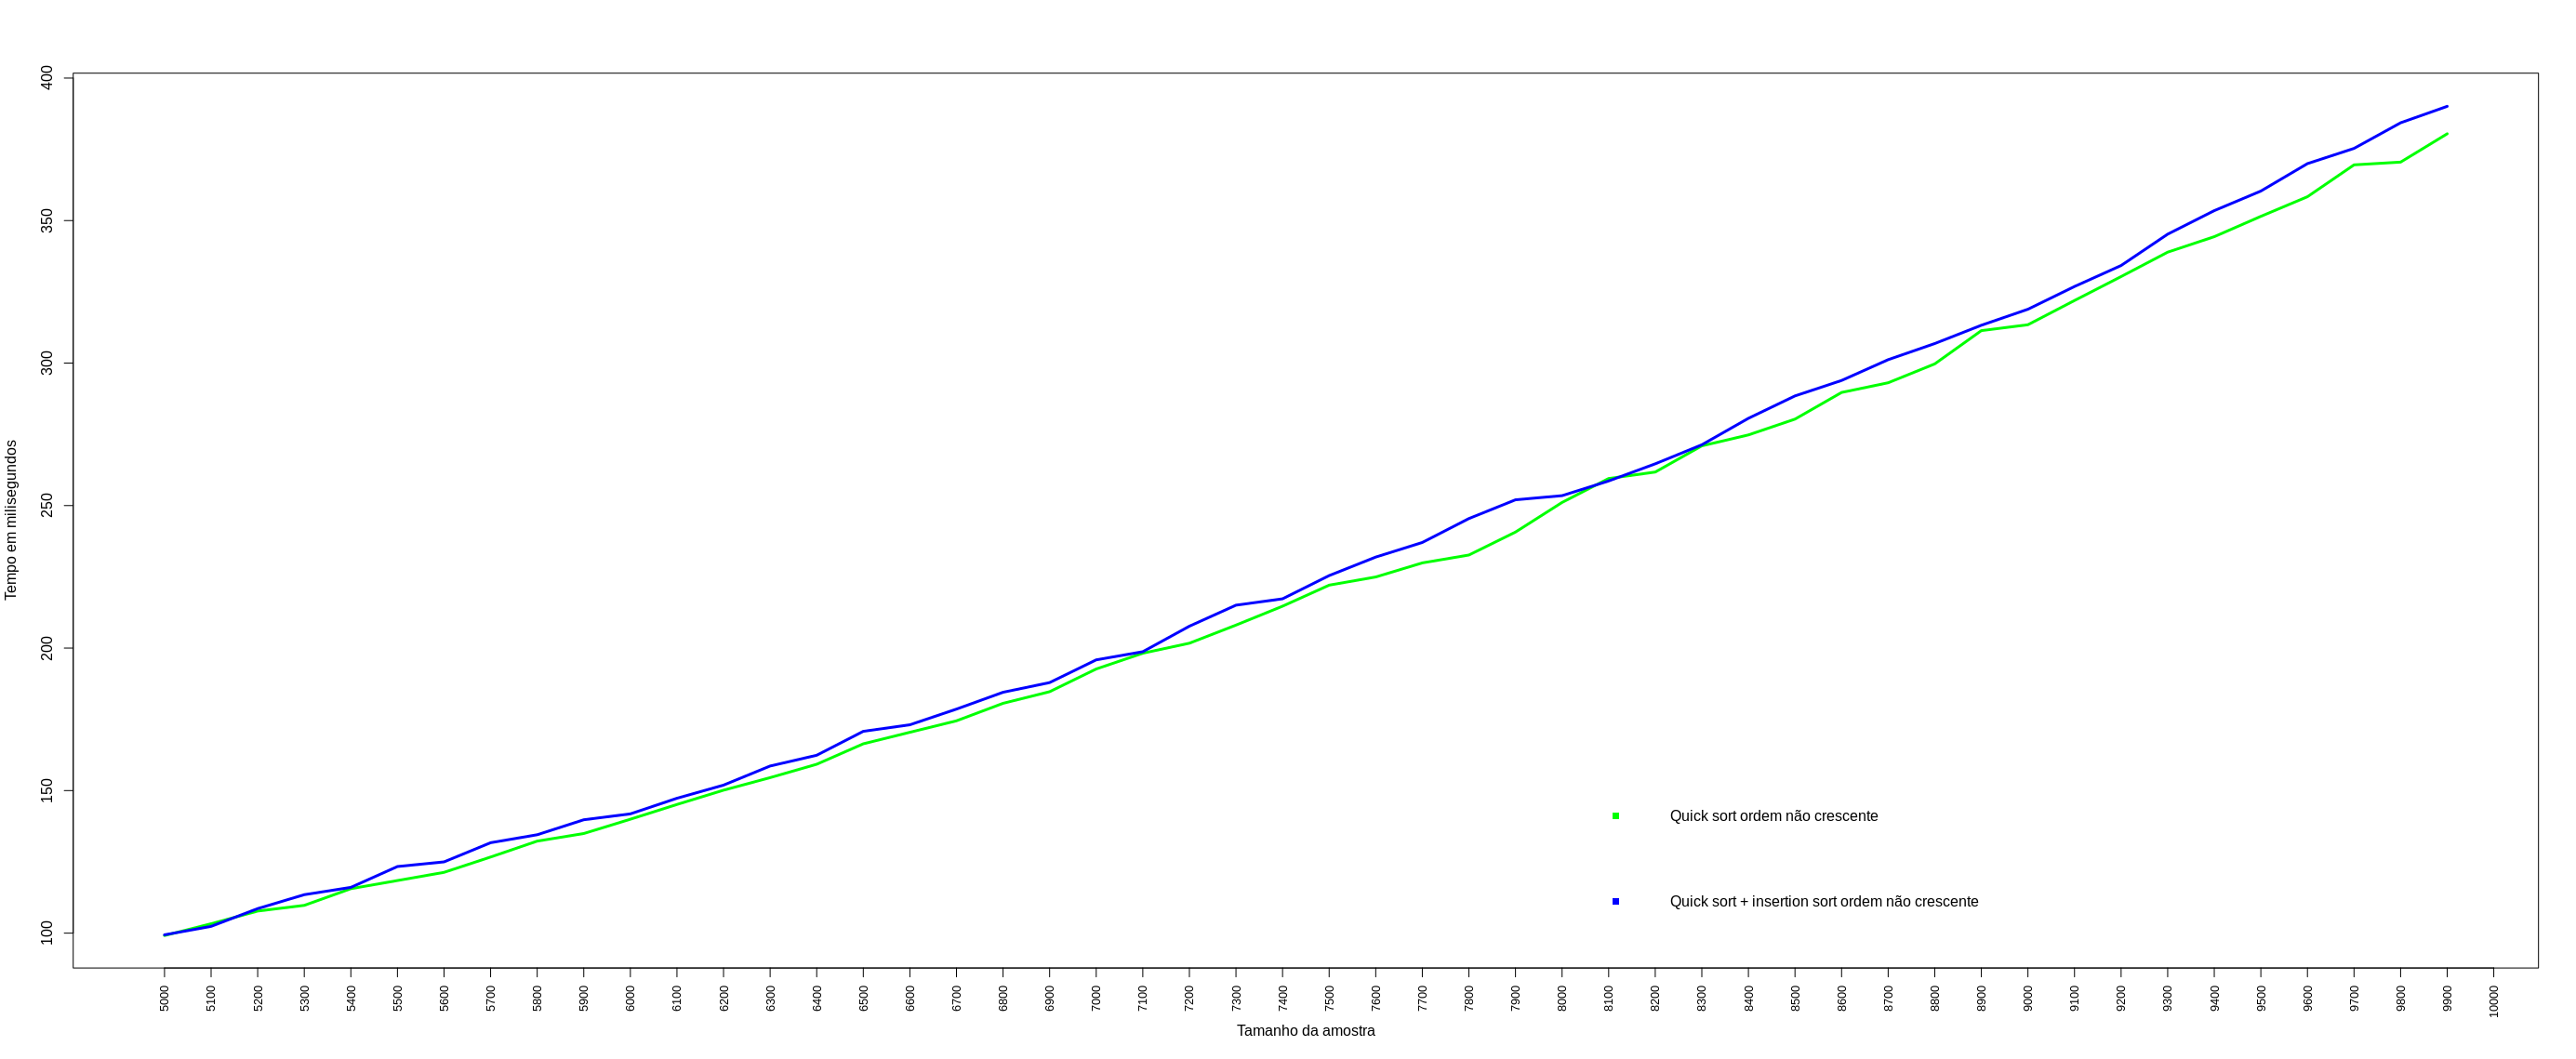 400
350
300
250
200
150
100
Tempo em milisegundos
Quick sort ordem não crescente
Quick sort + insertion sort ordem não crescente
5000 5100 5200 5300 5400 5500 5600 5700 5800 5900 6000 6100 6200 6300 6400 6500 6600 6700 6800 6900 7000 7100 7200 7300 7400 7500 7600 7700 7800 7900 8000 8100 8200 8300 8400 8500 8600 8700 8800 8900 9000 9100 9200 9300 9400 9500 9600 9700 9800 9900 10000
Tamanho da amostra